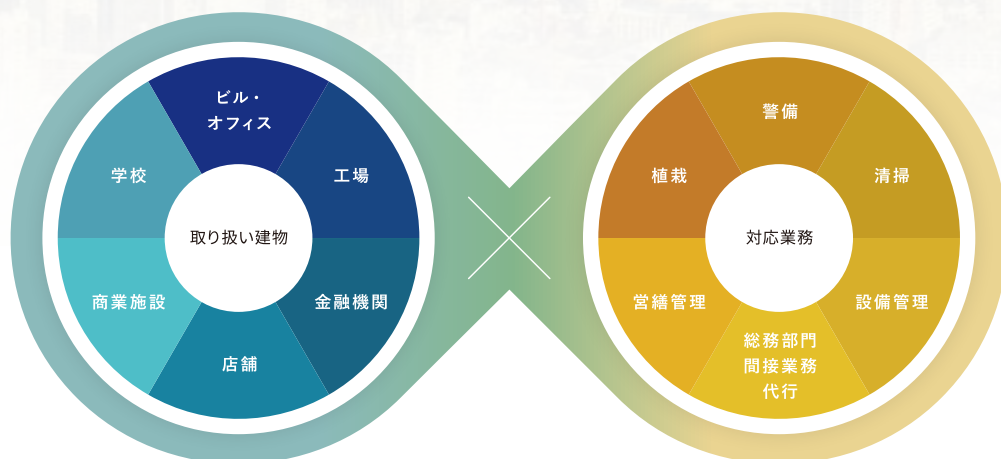 ビル・
オフィス
工場
金融機関
店舗
商業施設
学校
取り扱い建物
警備
清掃
設備管理
総務部門
間接業務
代行
営繕管理
植栽
対応業務